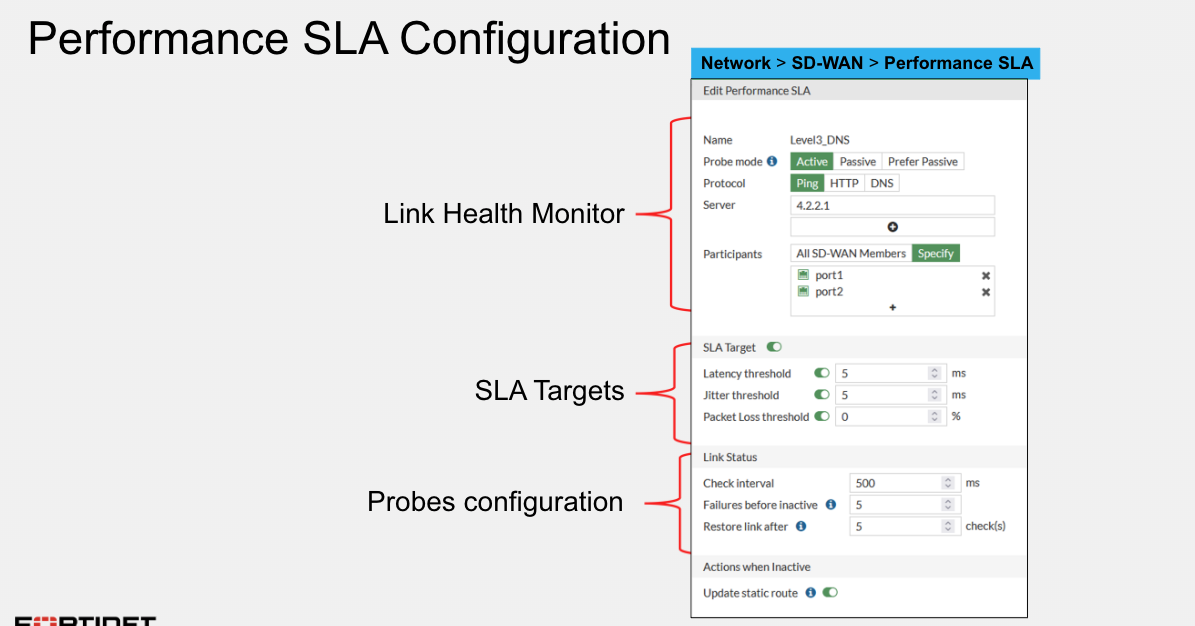 Performance SLA Configuration
Network > SD-WAN > Performance SLA
Edit Performance SLA
Link Health Monitor
Name Level3_DNS
Probe mode Active Passive Prefer Passive
Protocol Ping HTTP DNS
Server 4.2.2.1
Participants All SD-WAN Members Specify
port1
port2
SLA Targets
SLA Target
Latency threshold 5 ms
Jitter threshold 5 ms
Packet Loss threshold 0 %
Probes configuration
Link Status
Check interval 500 ms
Failures before inactive 5
Restore link after 5 check(s)
Actions when Inactive
Update static route